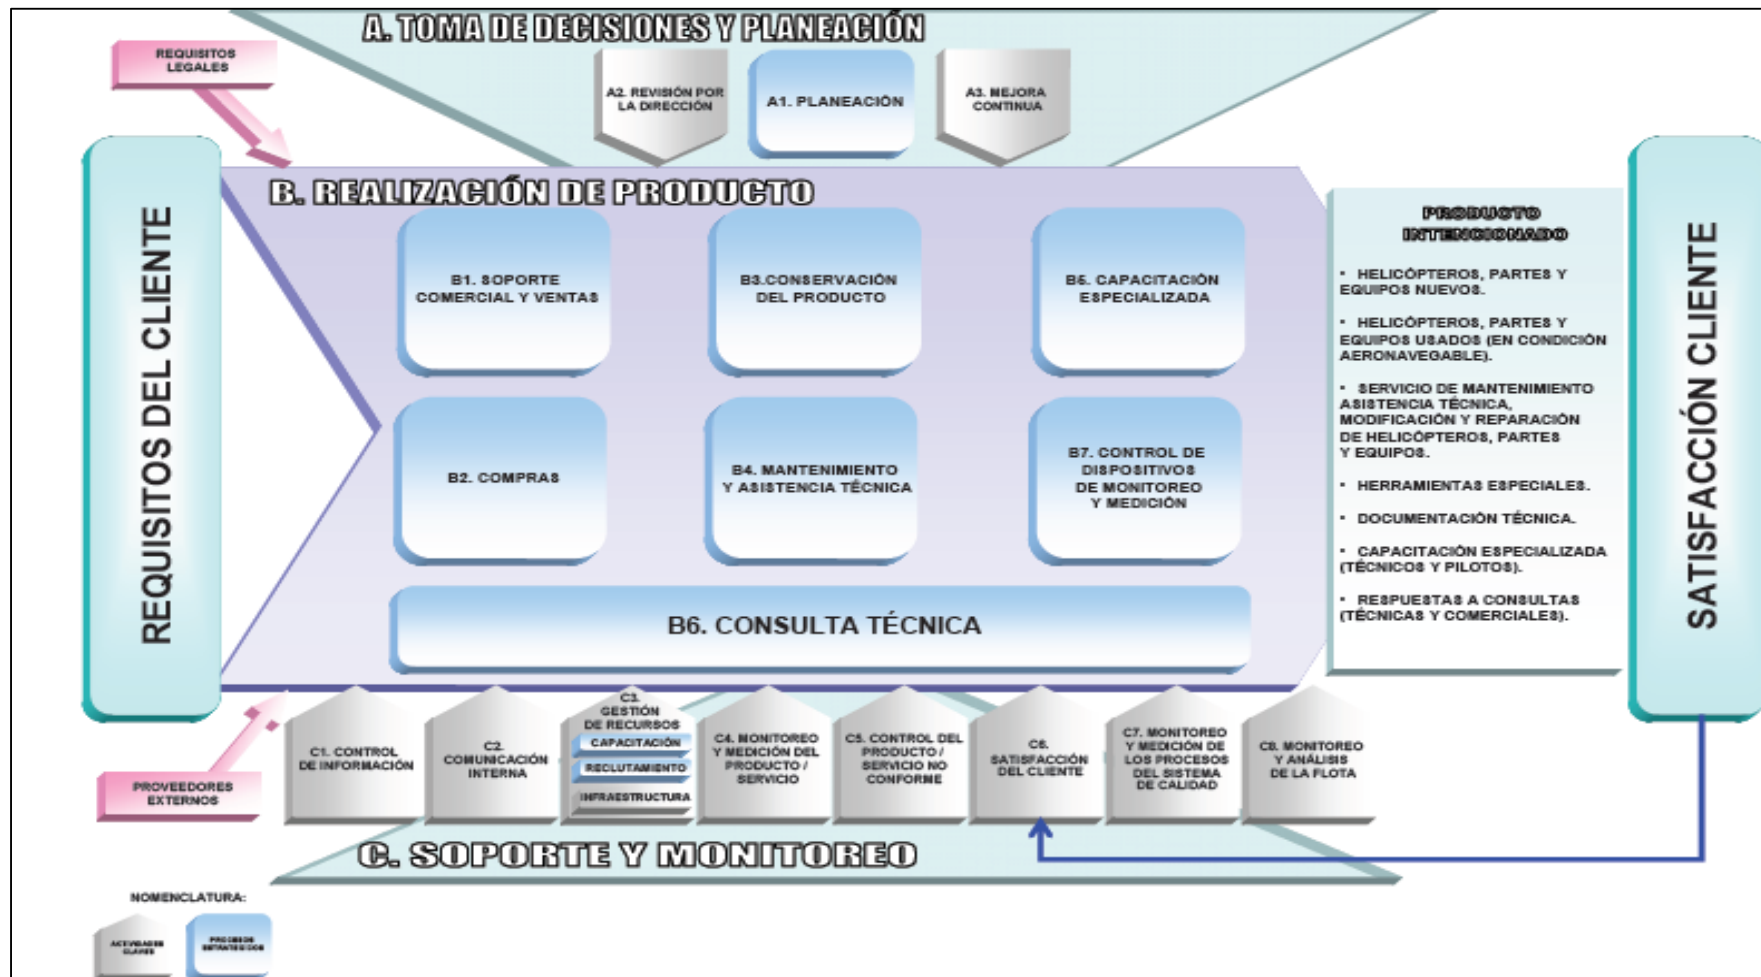 A. TOMA DE DECISIONES Y PLANEACIÓN
REQUISITOS
LEGALES
A2. REVISIÓN POR
LA DIRECCIÓN
A1. PLANEACIÓN
A3. MEJORA
CONTINUA
REQUISITOS DEL CLIENTE
B. REALIZACIÓN DE PRODUCTO
B1. SOPORTE
COMERCIAL Y VENTAS
B3.CONSERVACIÓN
DEL PRODUCTO
B5. CAPACITACIÓN
ESPECIALIZADA
B2. COMPRAS
B4. MANTENIMIENTO
Y ASISTENCIA TÉCNICA
B7. CONTROL DE
DISPOSITIVOS
DE MONITOREO
Y MEDICIÓN
B6. CONSULTA TÉCNICA
PRODUCTO
INTENCIONADO
• HELICÓPTEROS, PARTES Y
EQUIPOS NUEVOS.
• HELICÓPTEROS, PARTES Y
EQUIPOS USADOS (EN CONDICIÓN
AERONAVEGABLE).
• SERVICIO DE MANTENIMIENTO
ASISTENCIA TÉCNICA,
MODIFICACIÓN Y REPARACIÓN
DE HELICÓPTEROS, PARTES
Y EQUIPOS.
• HERRAMIENTAS ESPECIALES.
• DOCUMENTACIÓN TÉCNICA.
• CAPACITACIÓN ESPECIALIZADA
(TÉCNICOS Y PILOTOS).
• RESPUESTAS A CONSULTAS
(TÉCNICAS Y COMERCIALES).
SATISFACCIÓN CLIENTE
PROVEEDORES
EXTERNOS
C1. CONTROL
DE INFORMACIÓN
C2.
COMUNICACIÓN
INTERNA
C3.
GESTIÓN
DE RECURSOS
CAPACITACIÓN
RECLUTAMIENTO
INFRAESTRUCTURA
C4. MONITOREO
Y MEDICIÓN DEL
PRODUCTO /
SERVICIO
C5. CONTROL DEL
PRODUCTO /
SERVICIO NO
CONFORME
C6.
SATISFACCIÓN
DEL CLIENTE
C7. MONITOREO
Y MEDICIÓN DE
LOS PROCESOS
DEL SISTEMA
DE CALIDAD
C8. MONITOREO
Y ANÁLISIS
DE LA FLOTA
C. SOPORTE Y MONITOREO
NOMENCLATURA:
ACTIVIDADES
CLAVES
PROCESOS
ESTRATEGICOS